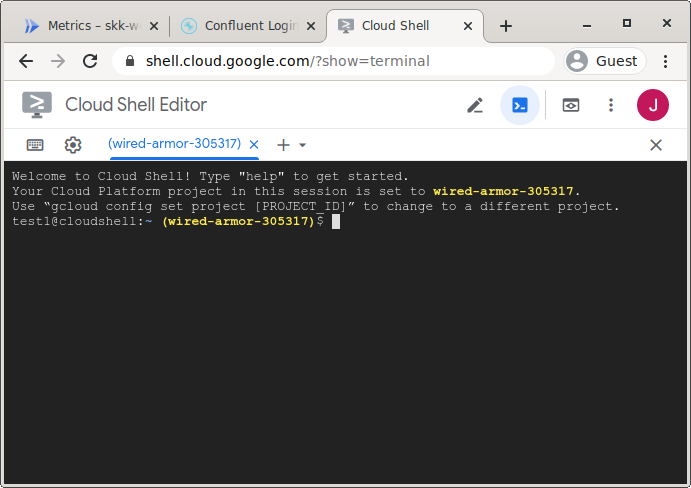 Metrics – skk-w
Confluent Login
Cloud Shell
shell.cloud.google.com/?show=terminal
Guest
Cloud Shell Editor
J
(wired-armor-305317)
Welcome to Cloud Shell! Type "help" to get started.
Your Cloud Platform project in this session is set to wired-armor-305317.
Use “gcloud config set project [PROJECT_ID]” to change to a different project.
test1@cloudshell:~ (wired-armor-305317)$